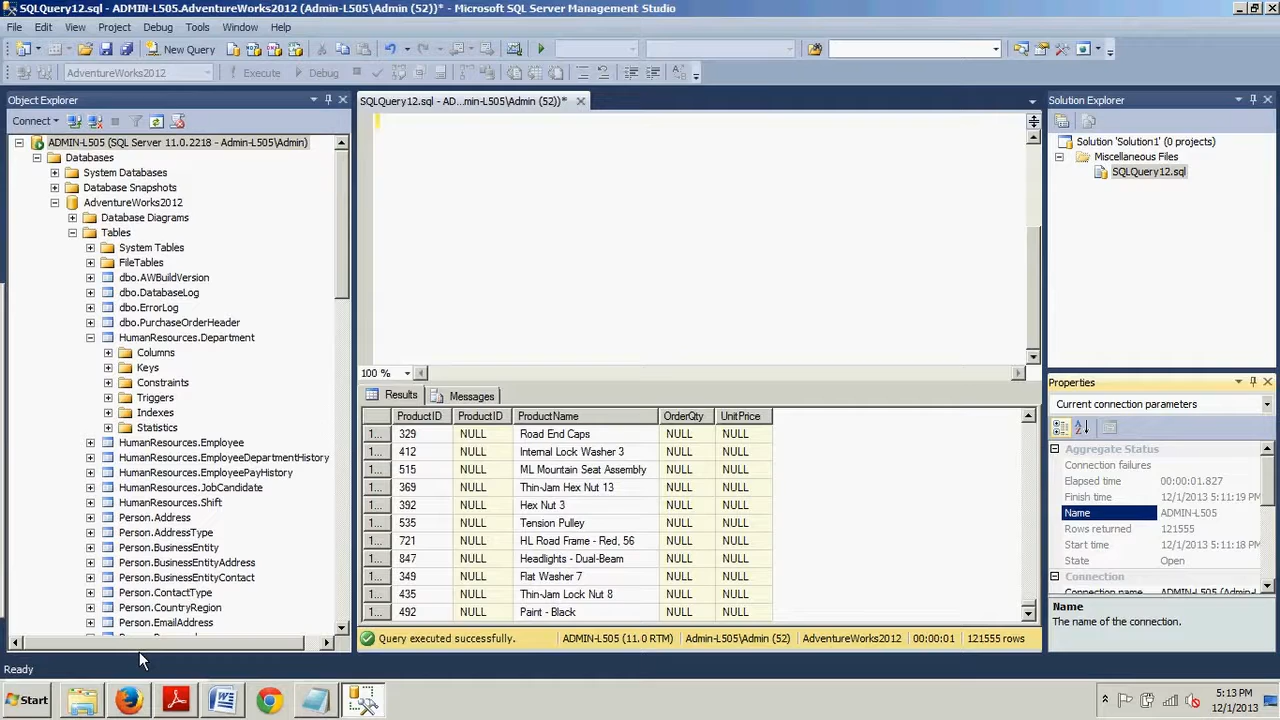 SQLQuery12.sql - ADMIN-L505.AdventureWorks2012 (Admin-L505\Admin (52))* - Microsoft SQL Server Management Studio
File Edit View Project Debug Tools Window Help
New Query
AdventureWorks2012 Execute Debug
Object Explorer
Connect
ADMIN-L505 (SQL Server 11.0.2218 - Admin-L505\Admin)
Databases
System Databases
Database Snapshots
AdventureWorks2012
Database Diagrams
Tables
System Tables
FileTables
dbo.AWBuildVersion
dbo.DatabaseLog
dbo.ErrorLog
dbo.PurchaseOrderHeader
HumanResources.Department
Columns
Keys
Constraints
Triggers
Indexes
Statistics
HumanResources.Employee
HumanResources.EmployeeDepartmentHistory
HumanResources.EmployeePayHistory
HumanResources.JobCandidate
HumanResources.Shift
Person.Address
Person.AddressType
Person.BusinessEntity
Person.BusinessEntityAddress
Person.BusinessEntityContact
Person.ContactType
Person.CountryRegion
Person.EmailAddress
SQLQuery12.sql - AD...min-L505\Admin (52))*
100 %
Results Messages
ProductID ProductID ProductName OrderQty UnitPrice
1... 329 NULL Road End Caps NULL NULL
1... 412 NULL Internal Lock Washer 3 NULL NULL
1... 515 NULL ML Mountain Seat Assembly NULL NULL
1... 369 NULL Thin-Jam Hex Nut 13 NULL NULL
1... 392 NULL Hex Nut 3 NULL NULL
1... 535 NULL Tension Pulley NULL NULL
1... 721 NULL HL Road Frame - Red, 56 NULL NULL
1... 847 NULL Headlights - Dual-Beam NULL NULL
1... 349 NULL Flat Washer 7 NULL NULL
1... 435 NULL Thin-Jam Lock Nut 8 NULL NULL
1... 492 NULL Paint - Black NULL NULL
Query executed successfully. ADMIN-L505 (11.0 RTM) Admin-L505\Admin (52) AdventureWorks2012 00:00:01 121555 rows
Solution Explorer
Solution 'Solution1' (0 projects)
Miscellaneous Files
SQLQuery12.sql
Properties
Current connection parameters
Aggregate Status
Connection failures
Elapsed time 00:00:01.827
Finish time 12/1/2013 5:11:19 PM
Name ADMIN-L505
Rows returned 121555
Start time 12/1/2013 5:11:18 PM
State Open
Connection
Name
The name of the connection.
Ready
Start
5:13 PM
12/1/2013